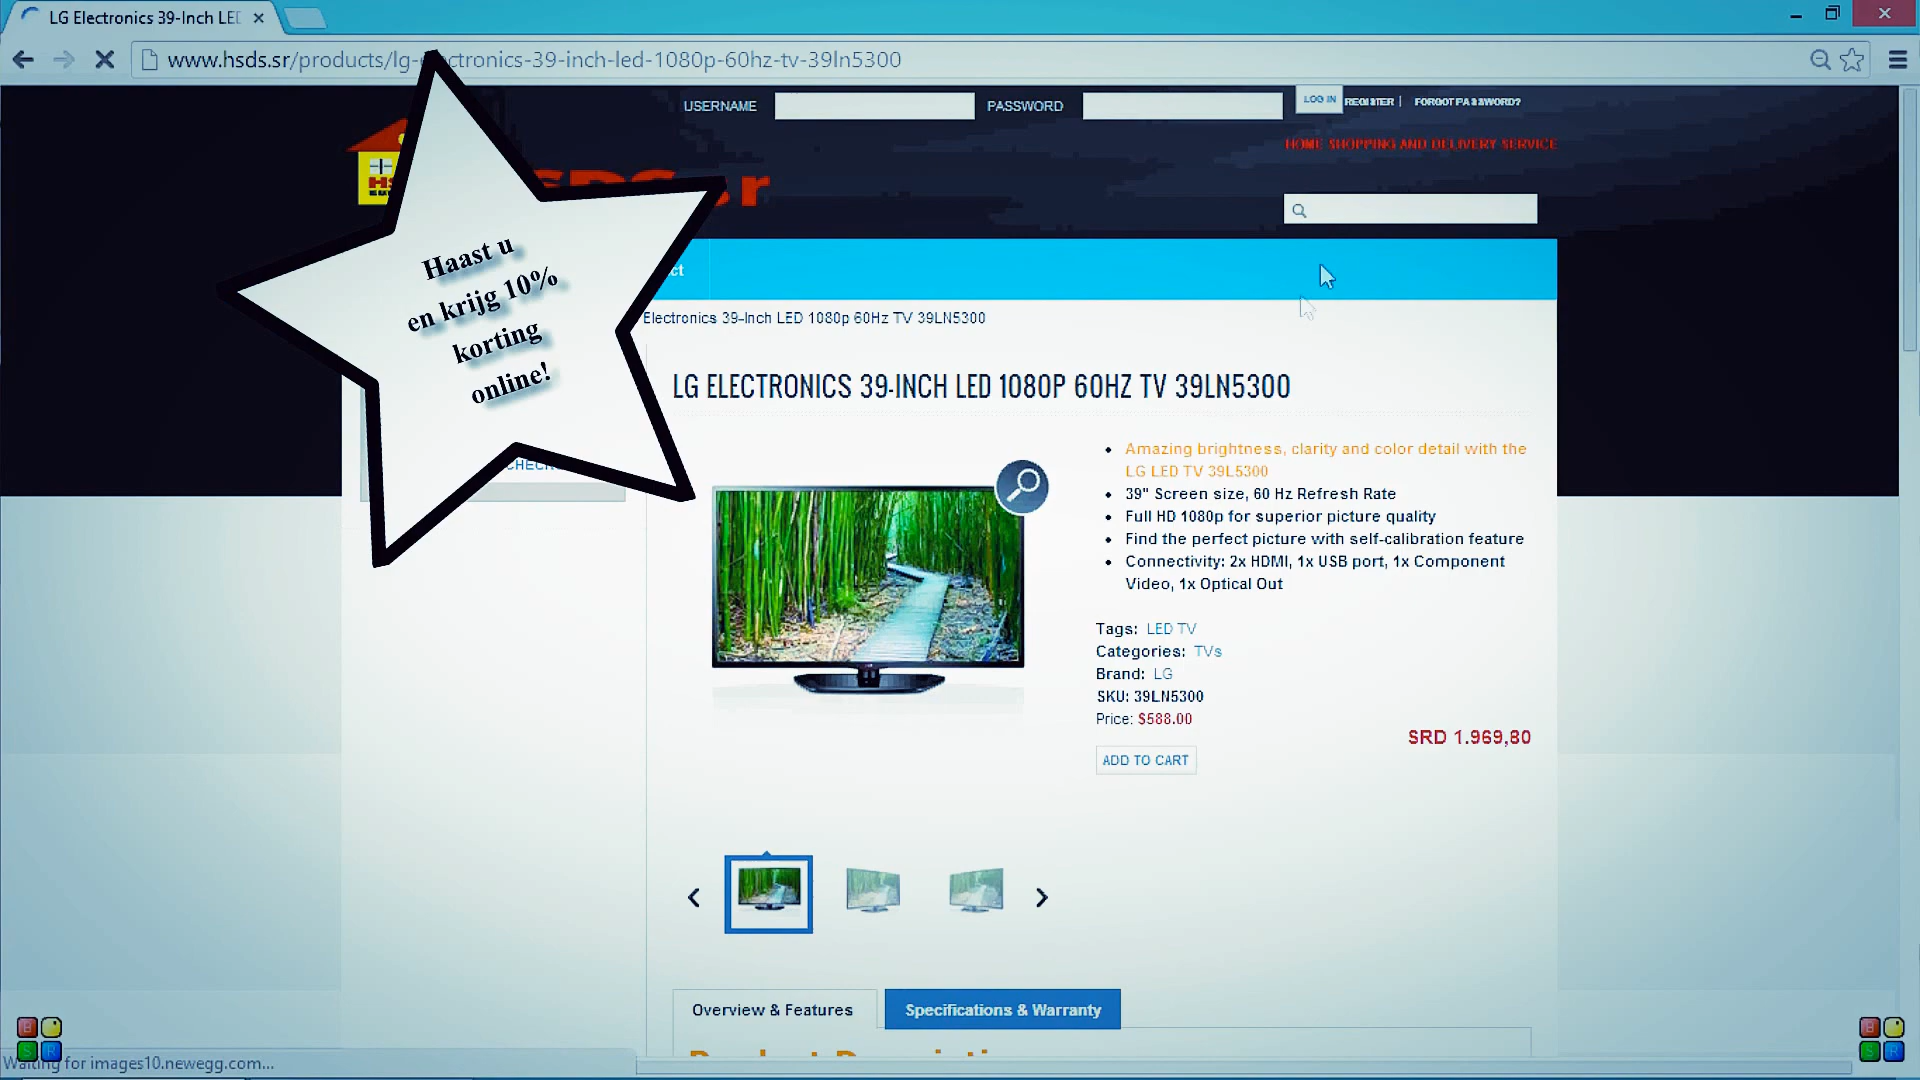 LG Electronics 39-Inch LED
www.hsds.sr/products/lg-electronics-39-inch-led-1080p-60hz-tv-39ln5300
USERNAME
PASSWORD
LOG IN
REGISTER |
FORGOT PASSWORD?
HOME SHOPPING AND DELIVERY SERVICE
Haast u
en krijg 10%
korting
online!
Electronics 39-Inch LED 1080p 60Hz TV 39LN5300
LG ELECTRONICS 39-INCH LED 1080P 60HZ TV 39LN5300
Amazing brightness, clarity and color detail with the
LG LED TV 39L5300
39" Screen size, 60 Hz Refresh Rate
Full HD 1080p for superior picture quality
Find the perfect picture with self-calibration feature
Connectivity: 2x HDMI, 1x USB port, 1x Component
Video, 1x Optical Out
Tags: LED TV
Categories: TVs
Brand: LG
SKU: 39LN5300
Price: $588.00
SRD 1.969,80
ADD TO CART
Overview & Features
Specifications & Warranty
B
S R
B
S R
Waiting for images10.newegg.com...